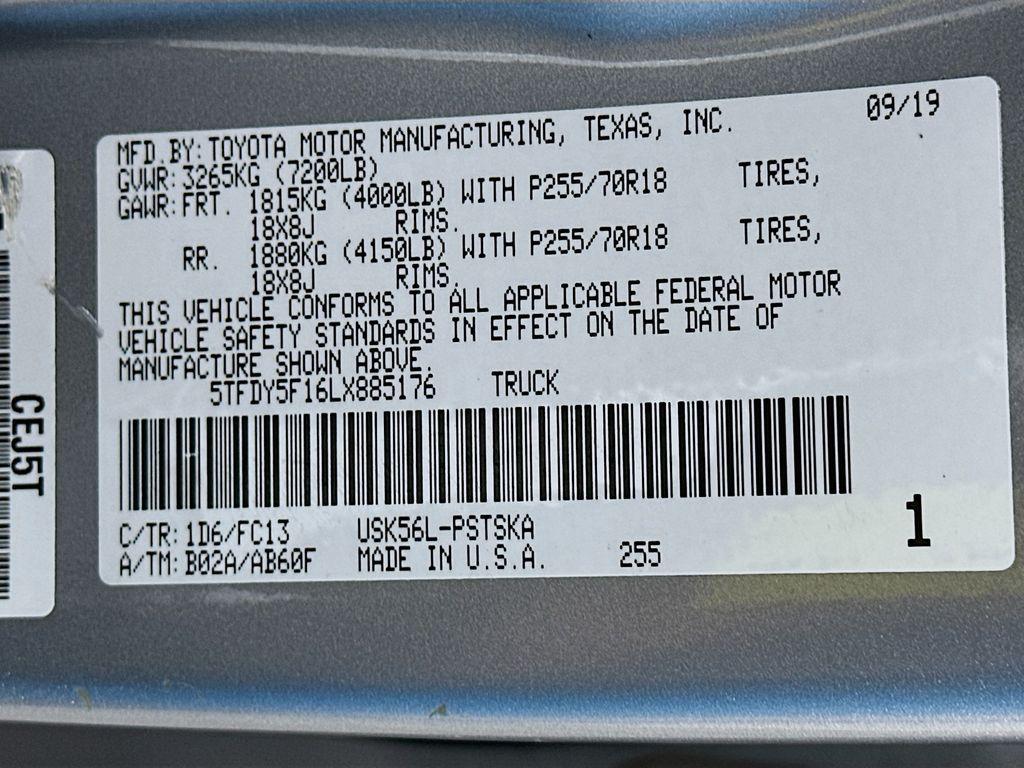 MFD.BY:TOYOTA MOTOR MANUFACTURING, TEXAS, INC. 09/19
GVWR:3265KG (7200LB)
GAWR:FRT. 1815KG (4000LB) WITH P255/70R18 TIRES,
18X8J RIMS.
RR. 1880KG (4150LB) WITH P255/70R18 TIRES,
18X8J RIMS.
THIS VEHICLE CONFORMS TO ALL APPLICABLE FEDERAL MOTOR
VEHICLE SAFETY STANDARDS IN EFFECT ON THE DATE OF
MANUFACTURE SHOWN ABOVE.
5TFDY5F16LX885176 TRUCK
C/TR:1D6/FC13 USK56L-PSTSKA
A/TM:B02A/AB60F MADE IN U.S.A. 255
1
CEJ5T